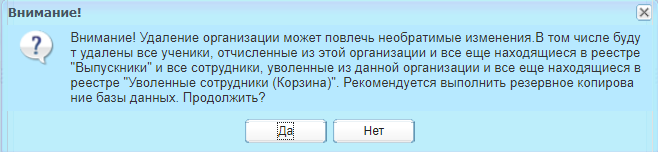 Внимание!
Внимание! Удаление организации может повлечь необратимые изменения.В том числе буду
т удалены все ученики, отчисленные из этой организации и все еще находящиеся в реестре
"Выпускники" и все сотрудники, уволенные из данной организации и все еще находящиеся в
реестре "Уволенные сотрудники (Корзина)". Рекомендуется выполнить резервное копирова
ние базы данных. Продолжить?
Да
Нет